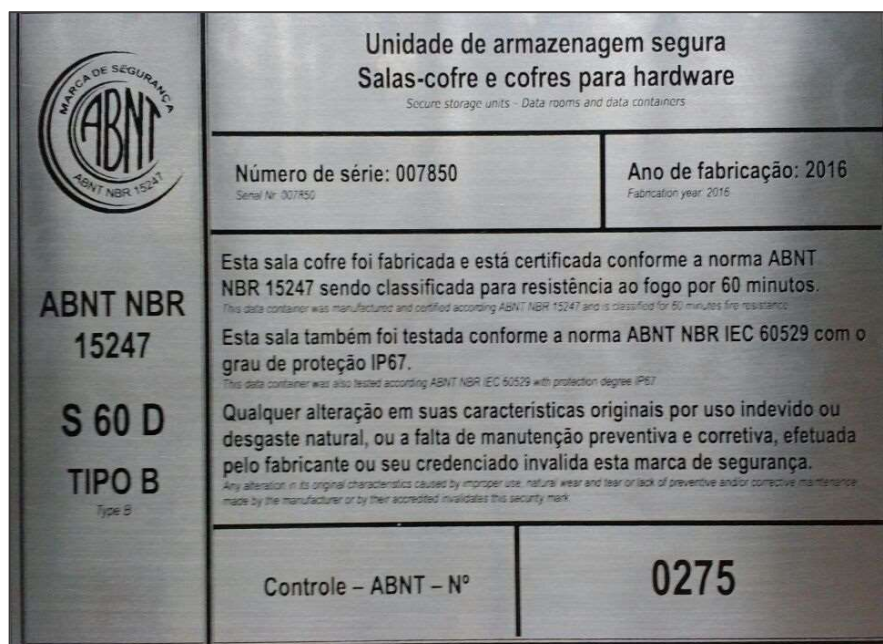 MARCA DE SEGURANÇA
ABNT
ABNT NBR 15247
ABNT NBR
15247
S 60 D
TIPO B
Type B
Unidade de armazenagem segura
Salas-cofre e cofres para hardware
Secure storage units - Data rooms and data containers
Número de série: 007850
Serial Nr: 007850
Ano de fabricação: 2016
Fabrication year: 2016
Esta sala cofre foi fabricada e está certificada conforme a norma ABNT
NBR 15247 sendo classificada para resistência ao fogo por 60 minutos.
This data container was manufactured and certified according ABNT NBR 15247 and is classified for 60 minutes fire resistance
Esta sala também foi testada conforme a norma ABNT NBR IEC 60529 com o
grau de proteção IP67.
This data container was also tested according ABNT NBR IEC 60529 with protection degree IP67
Qualquer alteração em suas características originais por uso indevido ou
desgaste natural, ou a falta de manutenção preventiva e corretiva, efetuada
pelo fabricante ou seu credenciado invalida esta marca de segurança.
Any alteration in its original characteristics caused by improper use, natural wear and tear or lack of preventive and/or corrective maintenance
made by the manufacturer or by their accredited invalidates this security mark
Controle – ABNT – Nº
0275